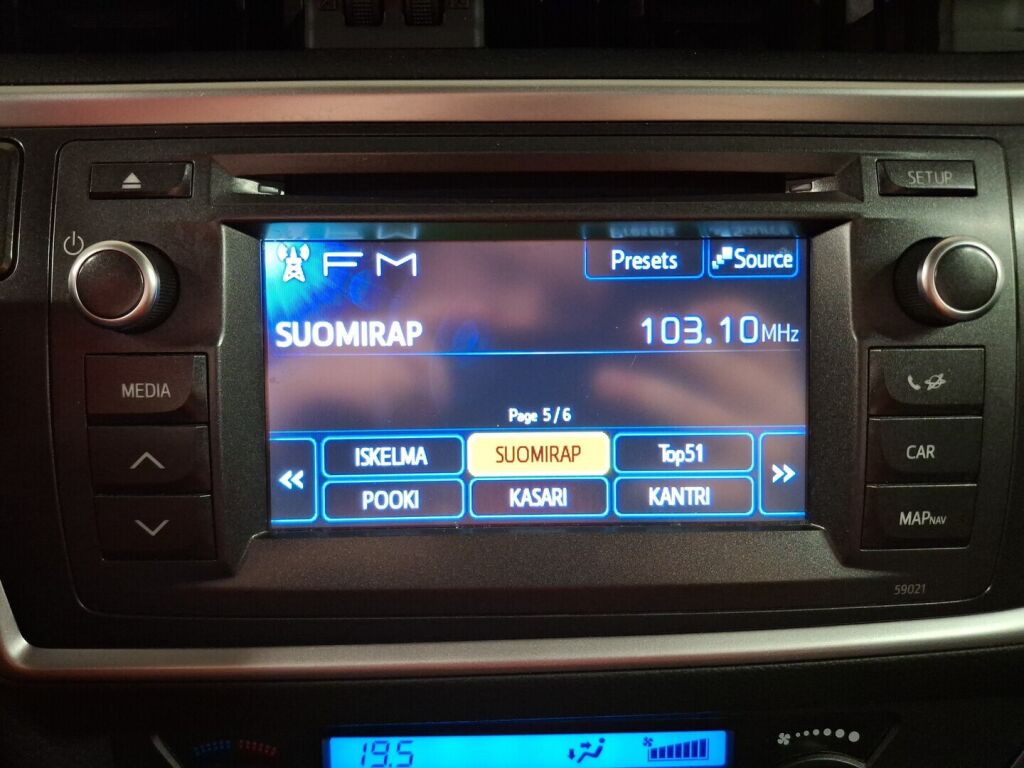 SETUP
FM
Presets
Source
SUOMIRAP
103.10MHz
MEDIA
Page 5/6
ISKELMA
SUOMIRAP
Top51
CAR
POOKI
KASARI
KANTRI
MAPNAV
59021
19.5